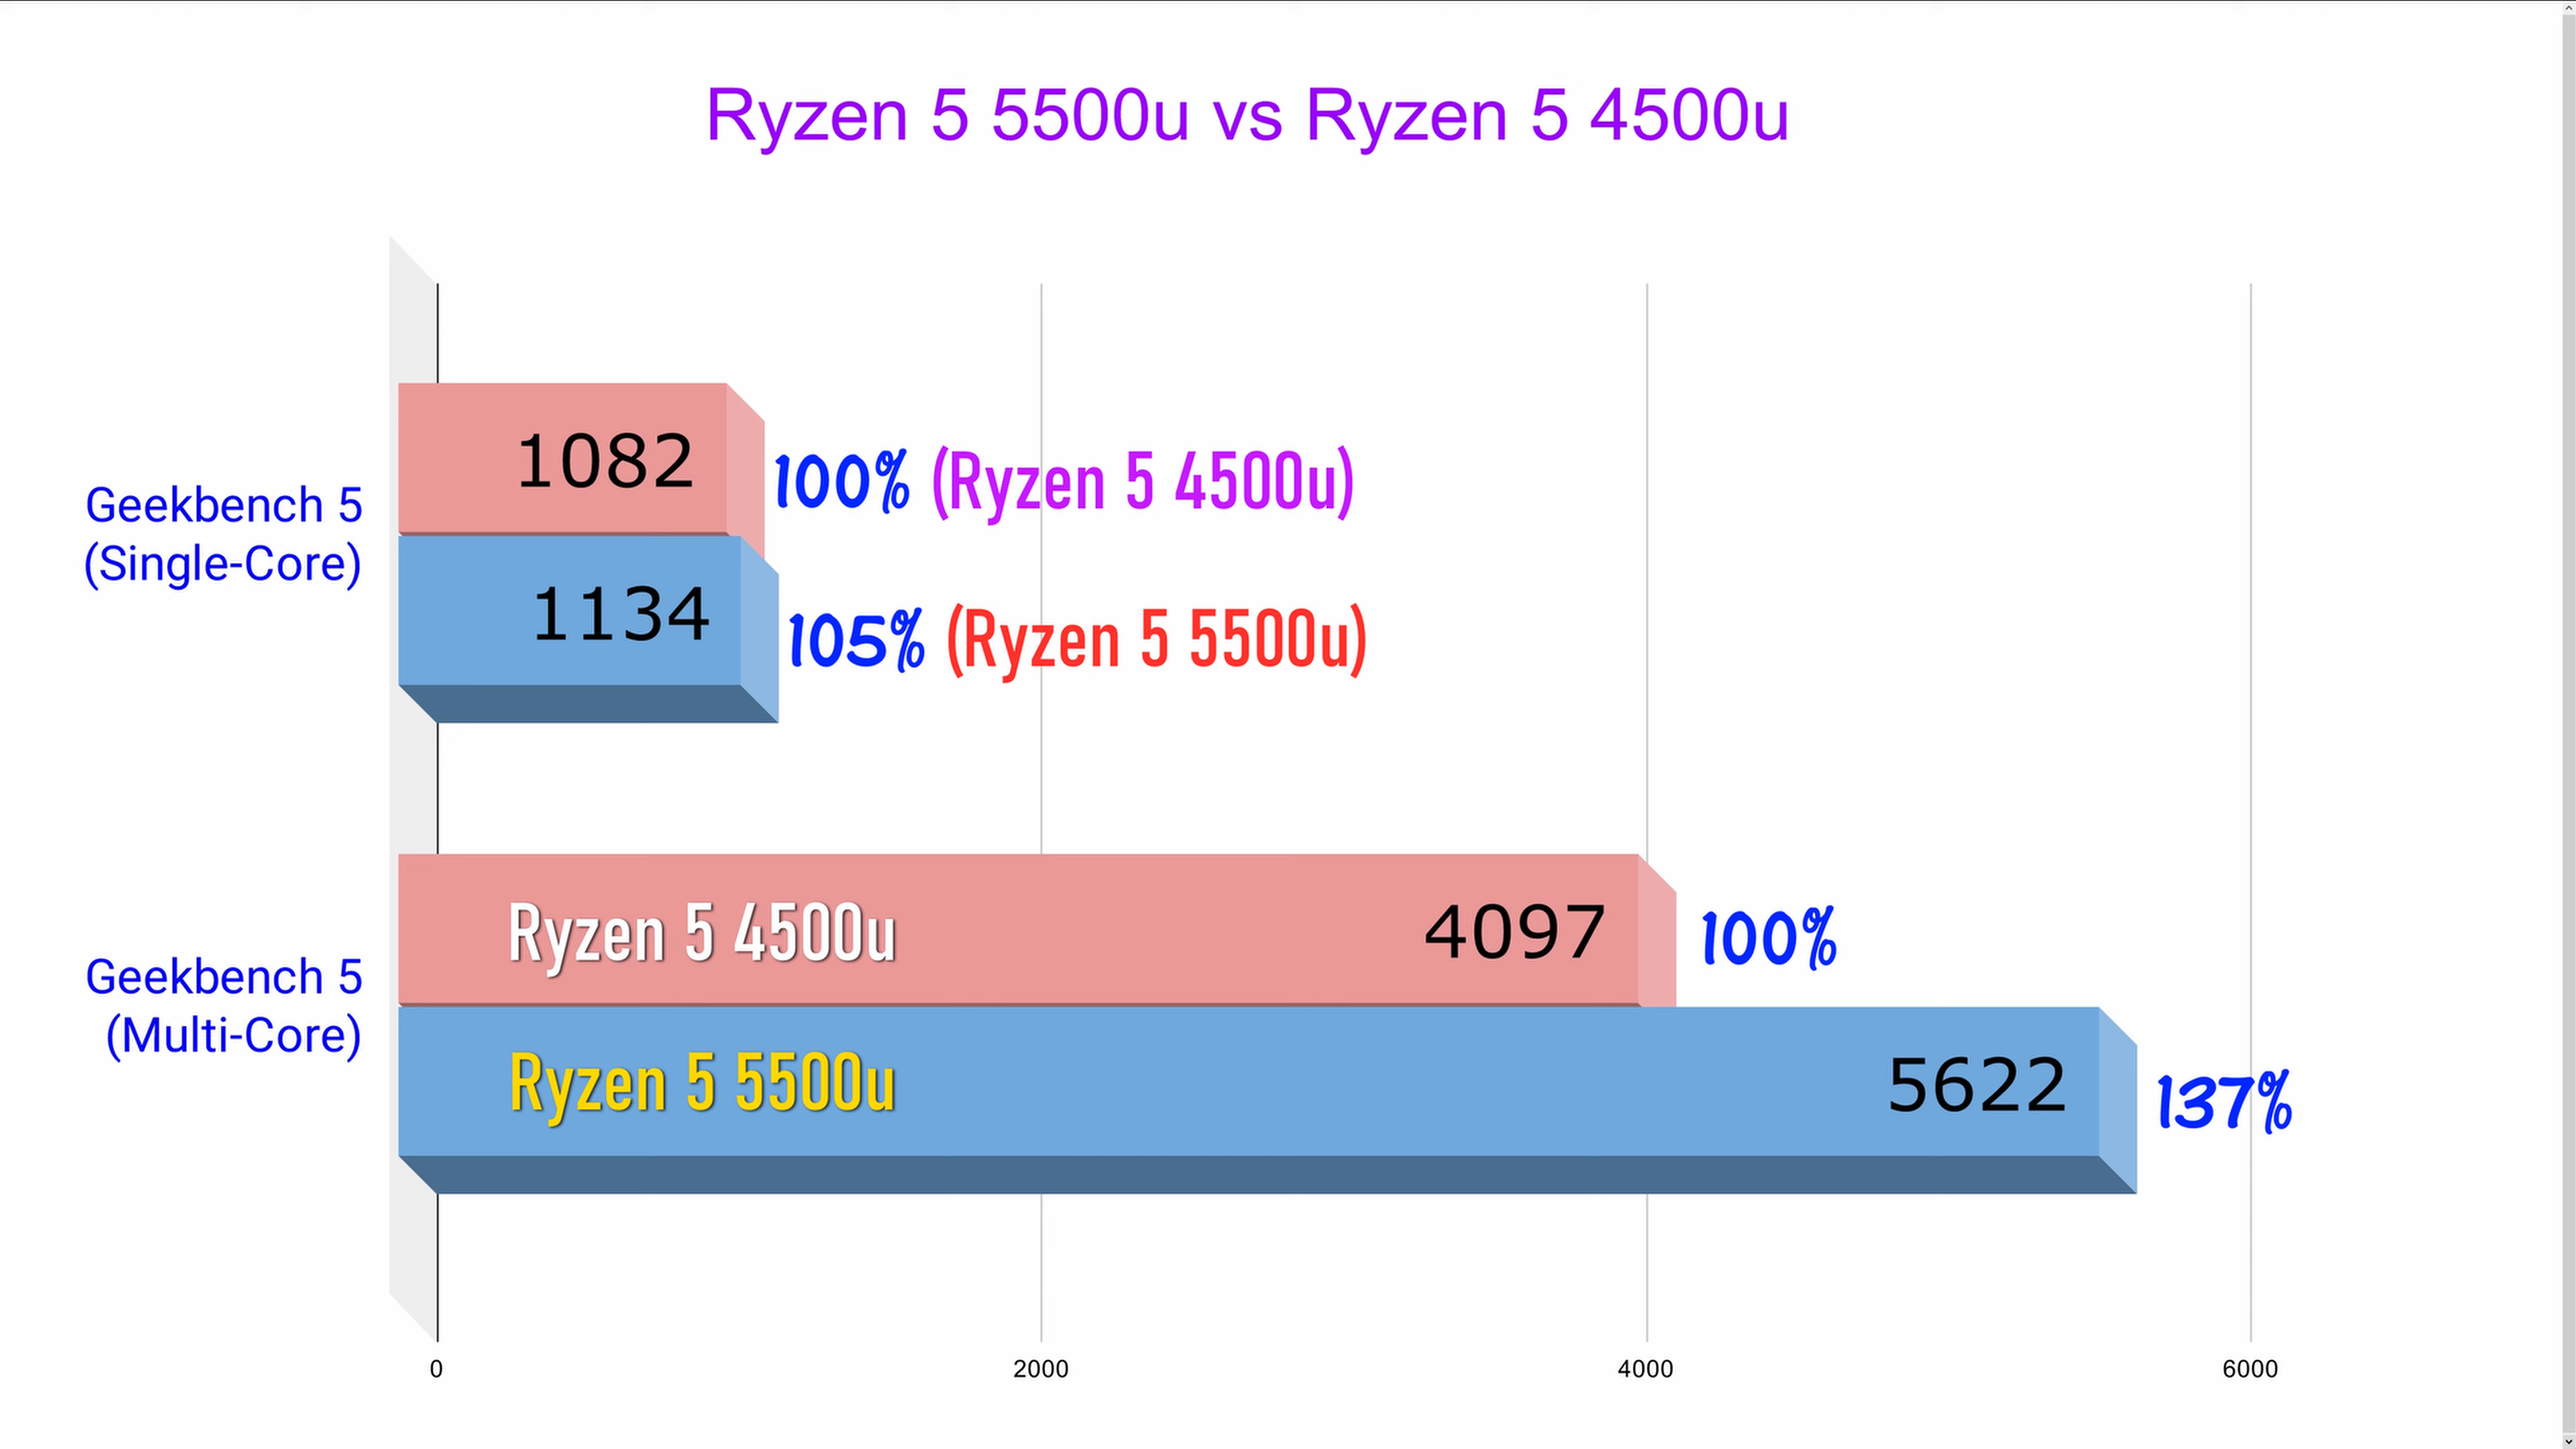 Ryzen 5 5500u vs Ryzen 5 4500u
Geekbench 5
(Single-Core)
1082
100% (Ryzen 5 4500u)
1134
105% (Ryzen 5 5500u)
Geekbench 5
(Multi-Core)
Ryzen 5 4500u
4097
100%
Ryzen 5 5500u
5622
137%
0 2000 4000 6000